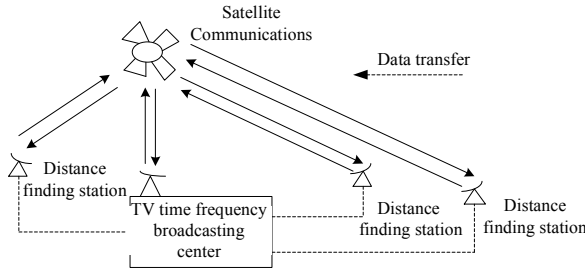 Satellite
Communications
Data transfer
Distance
finding station
TV time frequency
broadcasting
center
Distance
finding station
Distance
finding station